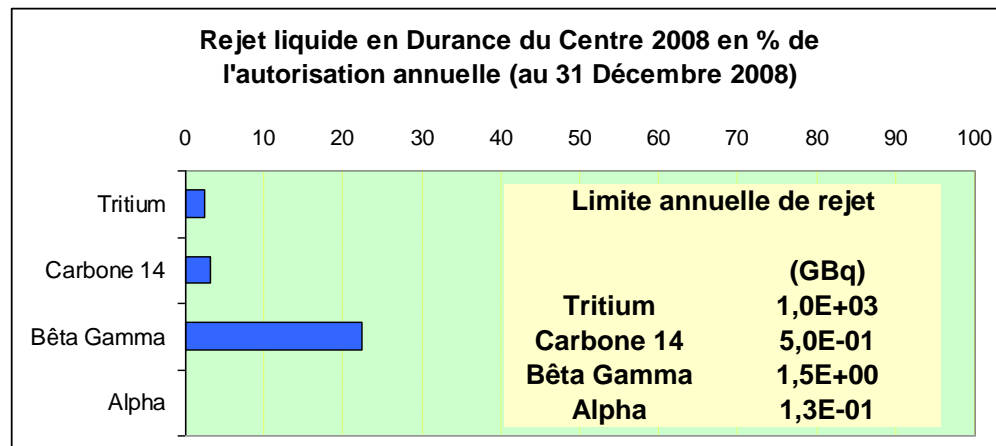 Rejet liquide en Durance du Centre 2008 en % de
l'autorisation annuelle (au 31 Décembre 2008)
0 10 20 30 40 50 60 70 80 90 100
Tritium
Carbone 14
Bêta Gamma
Alpha
Limite annuelle de rejet
(GBq)
Tritium 1,0E+03
Carbone 14 5,0E-01
Bêta Gamma 1,5E+00
Alpha 1,3E-01